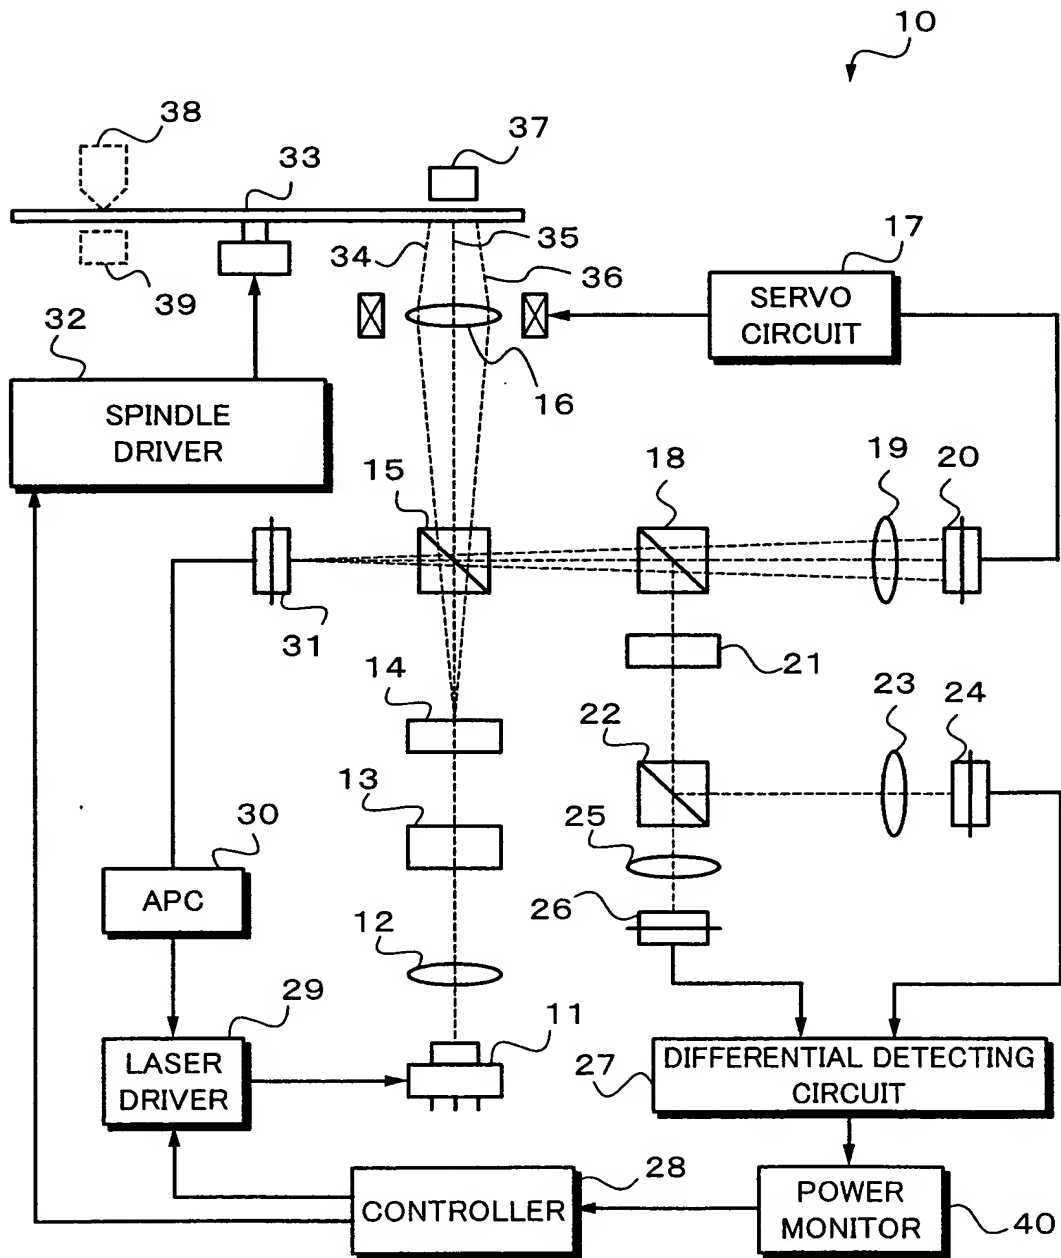 10
38
37
33
34
35
36
17
39
SERVO
CIRCUIT
32
16
SPINDLE
DRIVER
15
18
19
20
31
21
14
22
23
24
13
30
25
APC
26
12
29
11
LASER
DRIVER
27
DIFFERENTIAL DETECTING
CIRCUIT
28
CONTROLLER
POWER
MONITOR
40